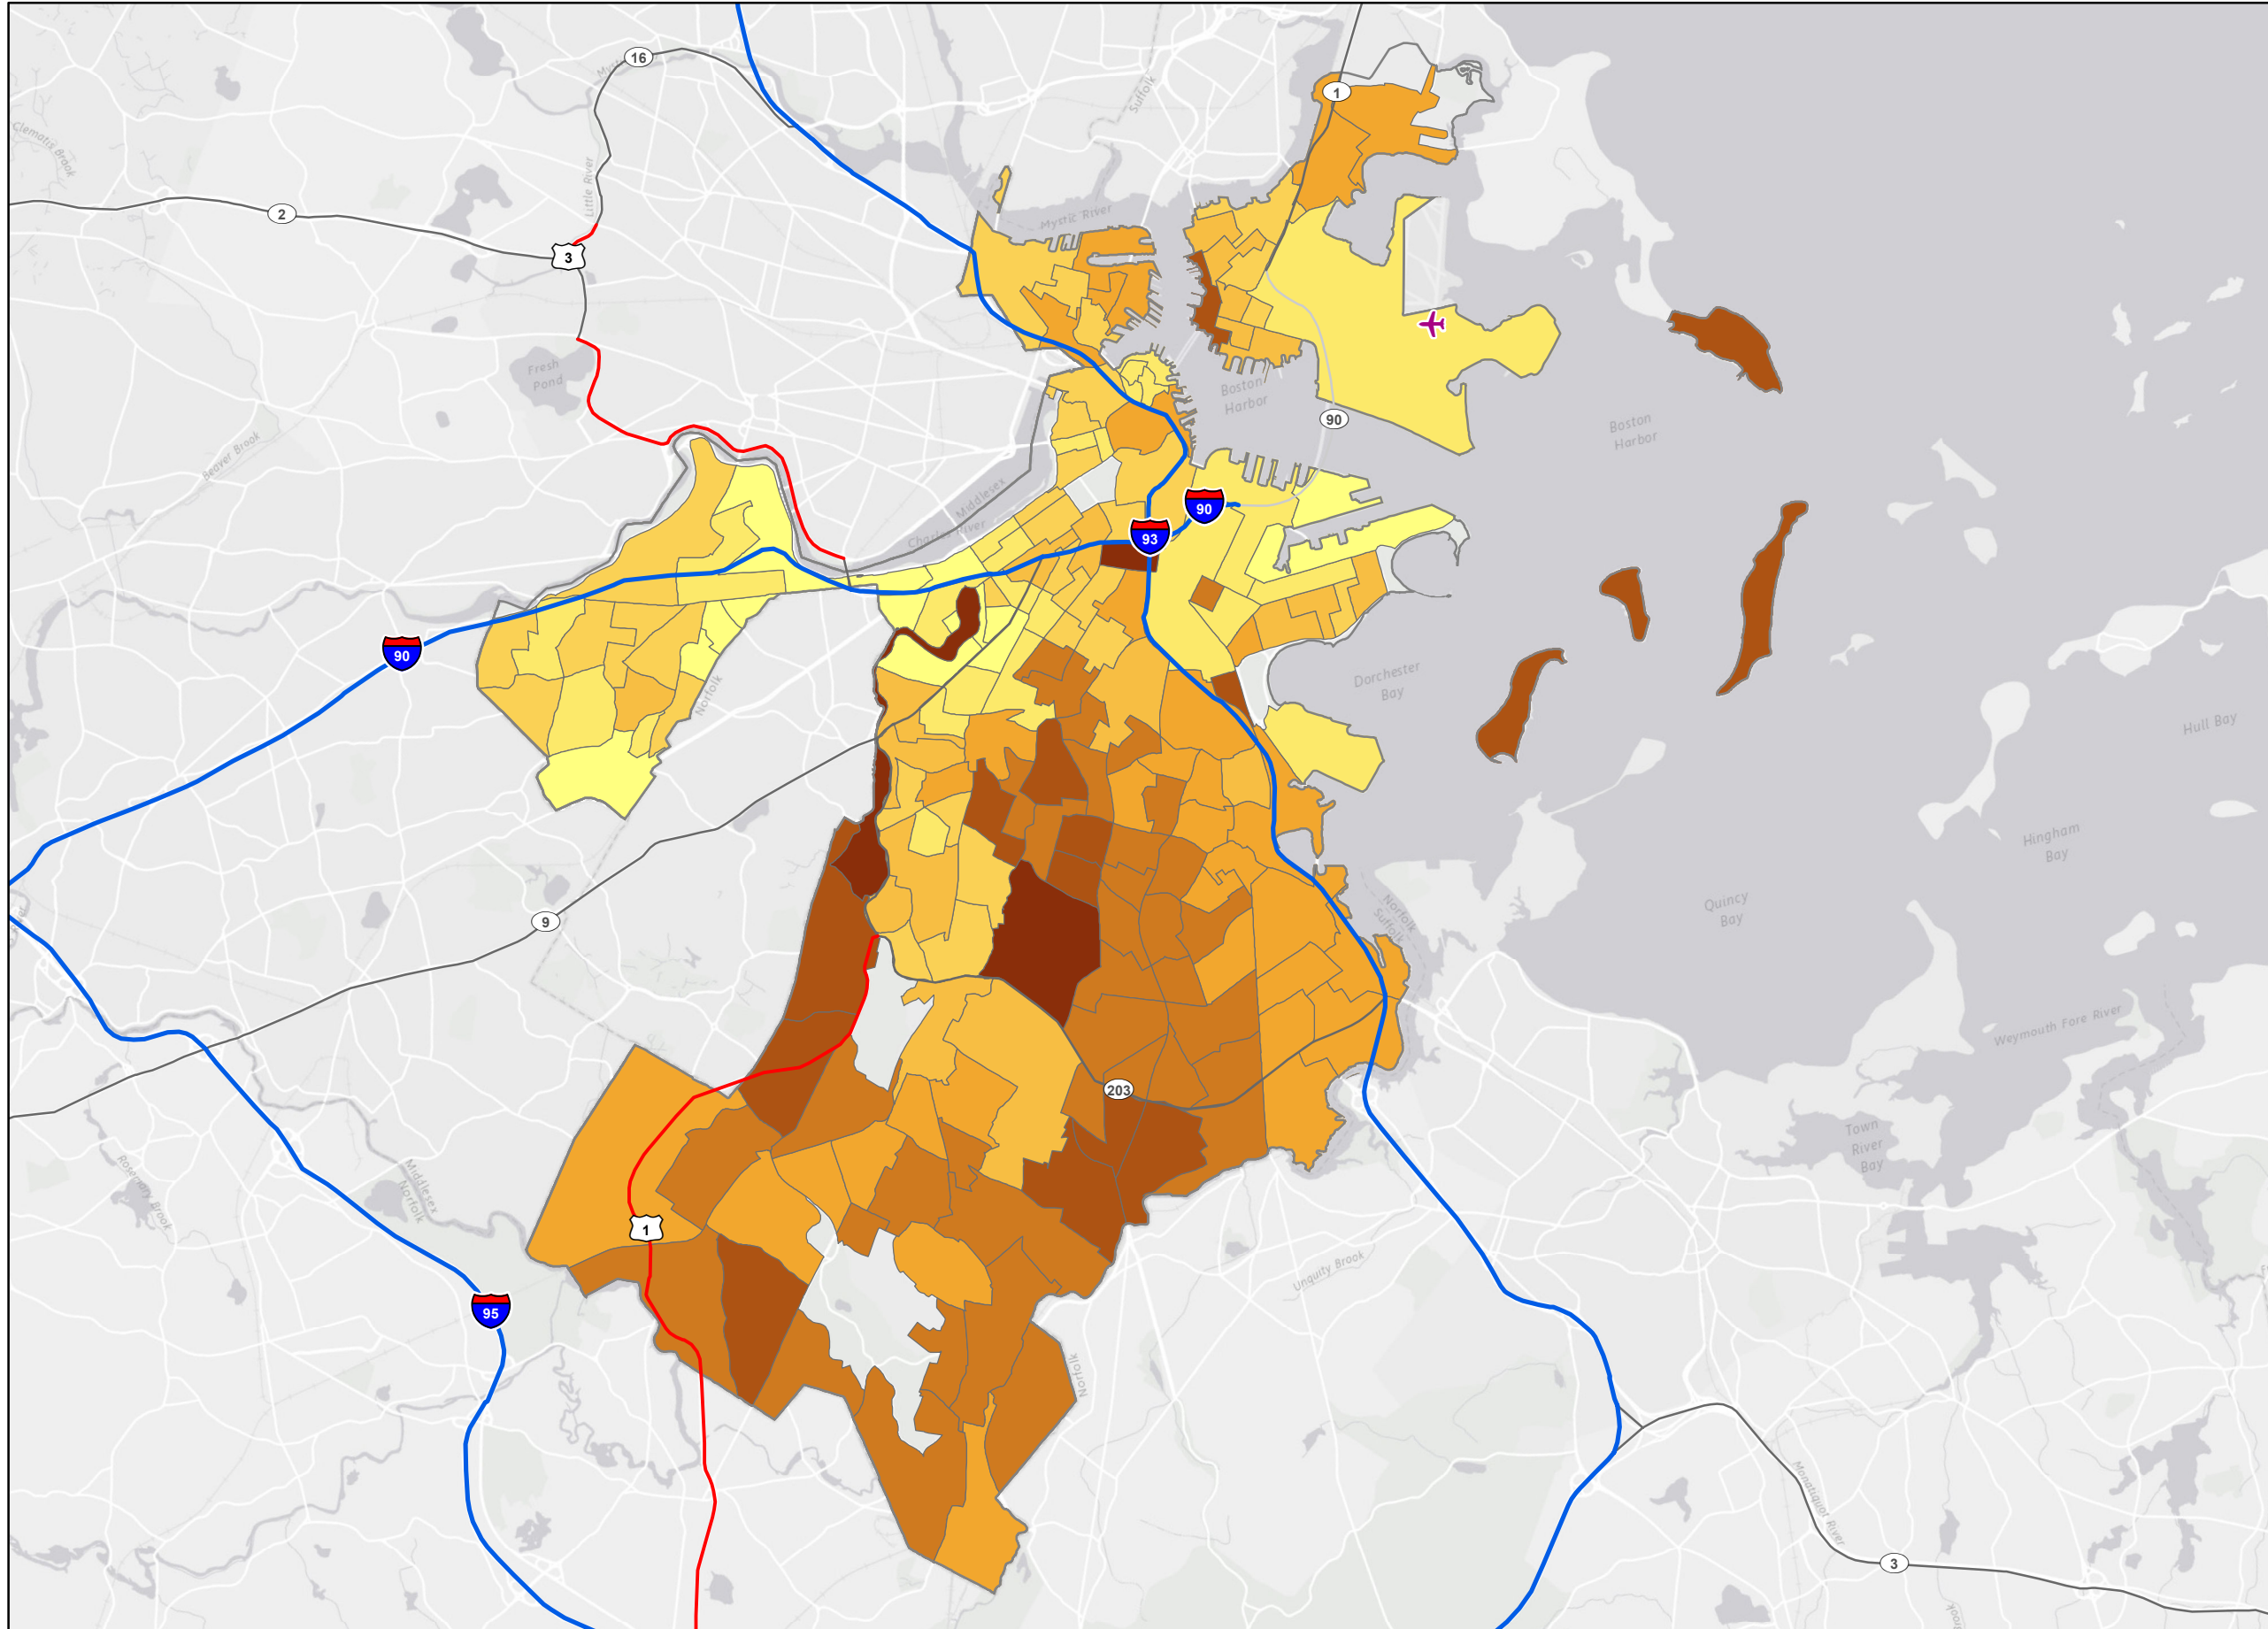 16
1
Mystic River
Suffolk
Clematis Brook
Little River
2
3
Fresh
Pond
Boston
Harbor
90
Boston
Harbor
Beaver Brook
Middlesex
Charles River
90
93
90
Norfolk
Dorchester
Bay
Hull Bay
Hingham
Bay
Quincy
Bay
Norfolk
Suffolk
9
Weymouth Fore River
203
Town
River
Bay
Rosemary Brook
Middlesex
Norfolk
1
Unquity Brook
95
Norfolk
Monatiquot River
3